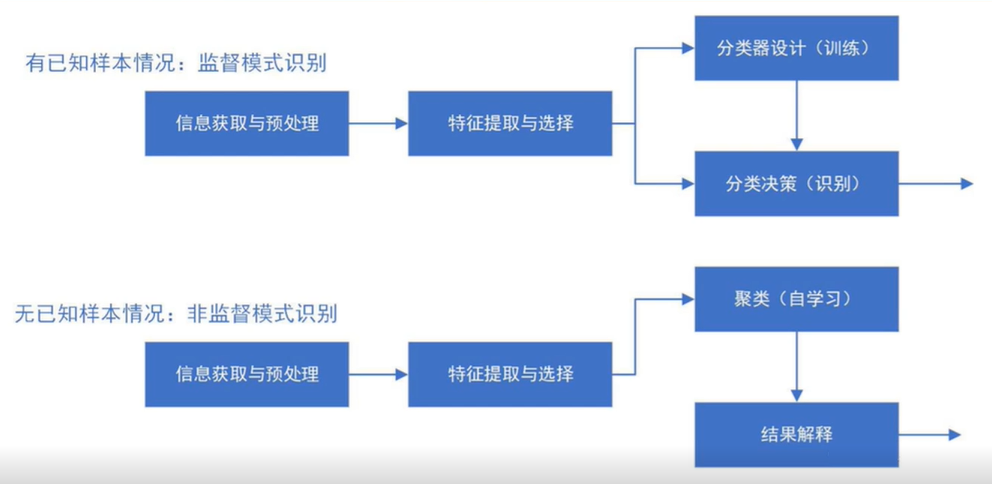 有已知样本情况：监督模式识别
信息获取与预处理
特征提取与选择
分类器设计（训练）
分类决策（识别）
无已知样本情况：非监督模式识别
信息获取与预处理
特征提取与选择
聚类（自学习）
结果解释